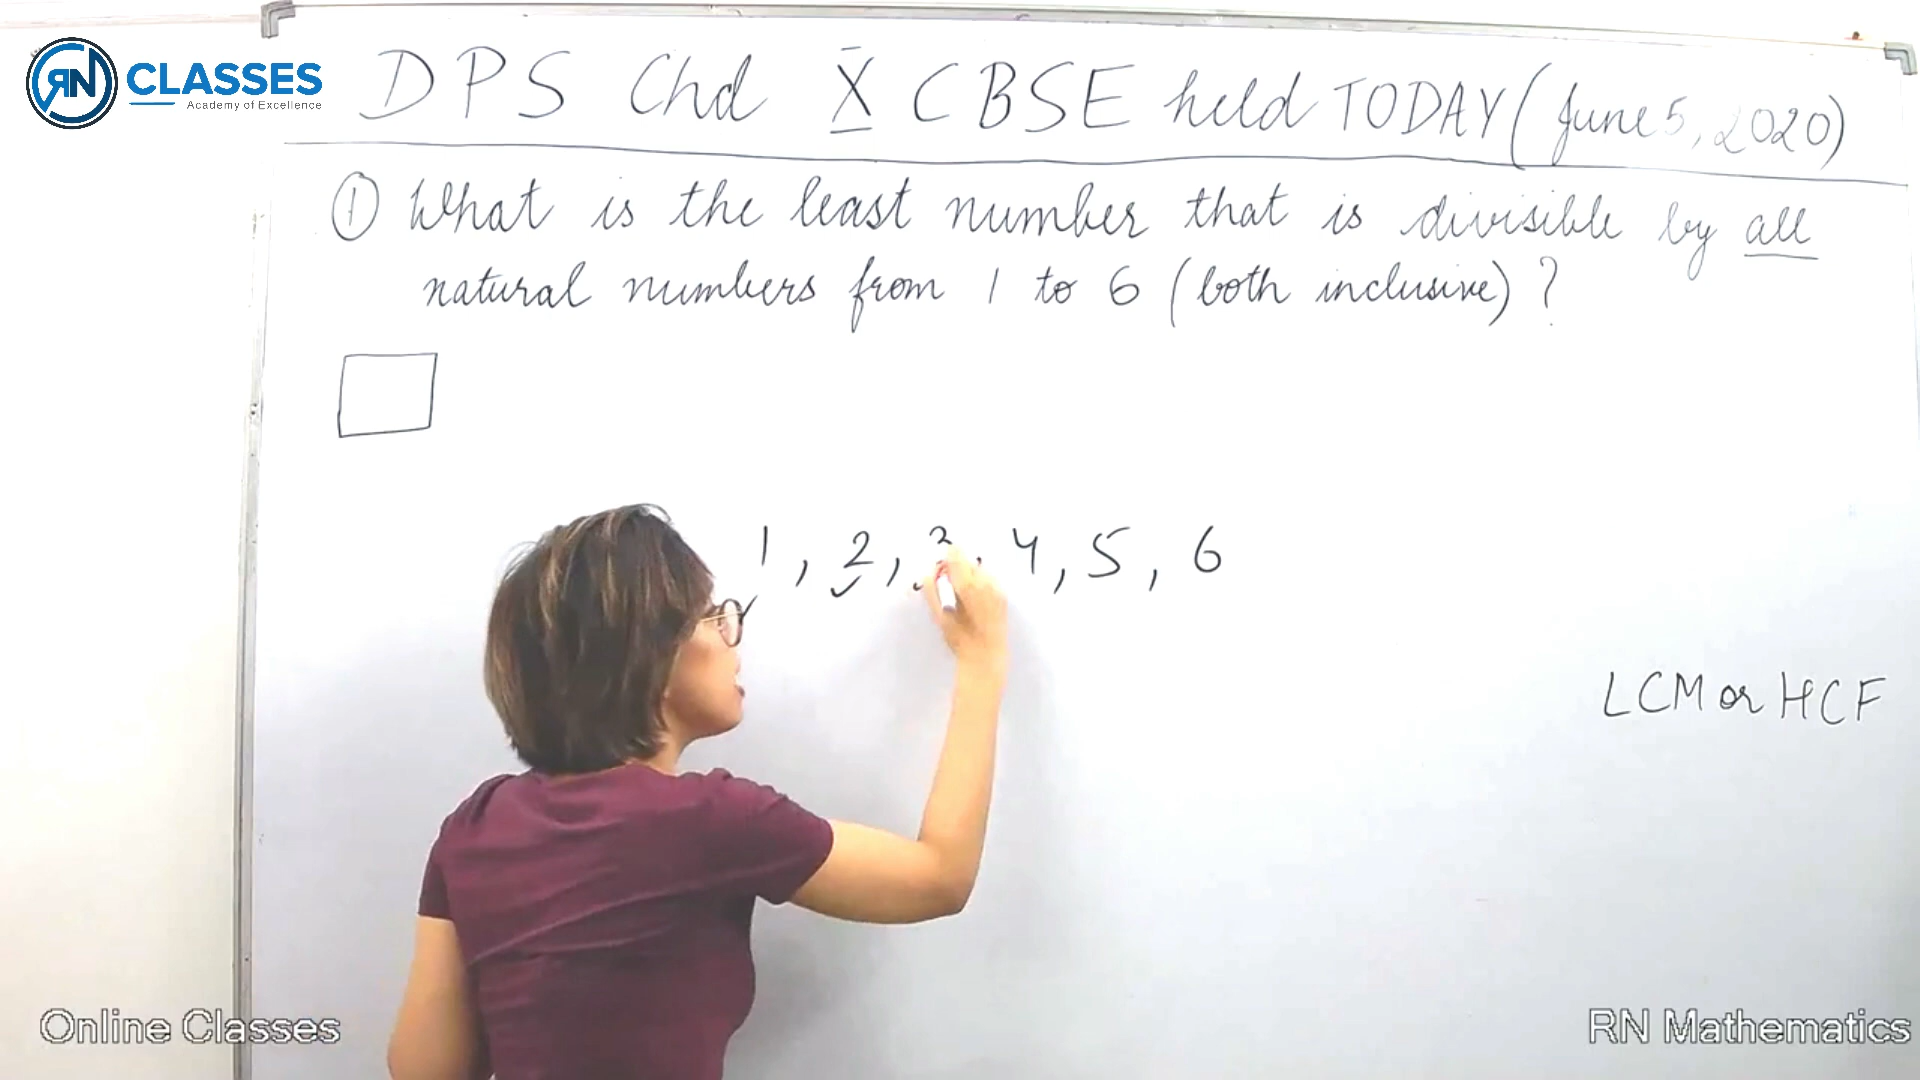 RN CLASSES
Academy of Excellence
DPS Chd X CBSE held TODAY (June 5, 2020)
① What is the least number that is divisible by all
natural numbers from 1 to 6 (both inclusive) ?
1, 2, 3, 4, 5, 6
LCM or HCF
Online Classes
RN Mathematics